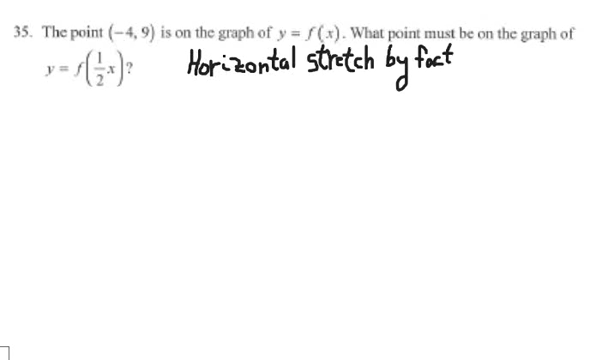 35. The point (−4, 9) is on the graph of y = f(x). What point must be on the graph of
y = f(1/2 x)? Horizontal stretch by fact